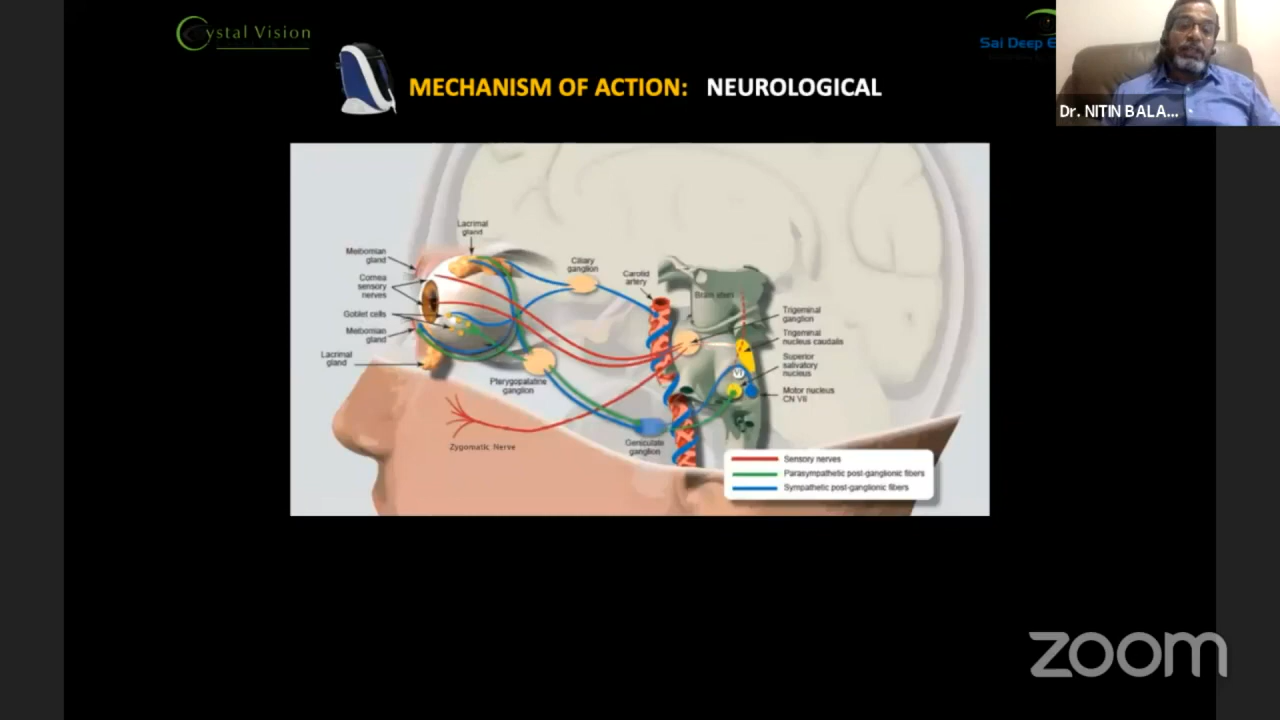 Crystal Vision
Sai Deep E
Dr. NITIN BALA...
MECHANISM OF ACTION: NEUROLOGICAL
Lacrimal
gland
Meibomian
gland
Cornea
sensory
nerves
Goblet cells
Meibomian
gland
Lacrimal
gland
Ciliary
ganglion
Carotid
artery
Brain stem
Trigeminal
ganglion
Trigeminal
nucleus caudalis
Superior
salivatory
nucleus
Motor nucleus
CN VII
VI
Pterygopalatine
ganglion
Zygomatic Nerve
Geniculate
ganglion
Sensory nerves
Parasympathetic post-ganglionic fibers
Sympathetic post-ganglionic fibers
zoom